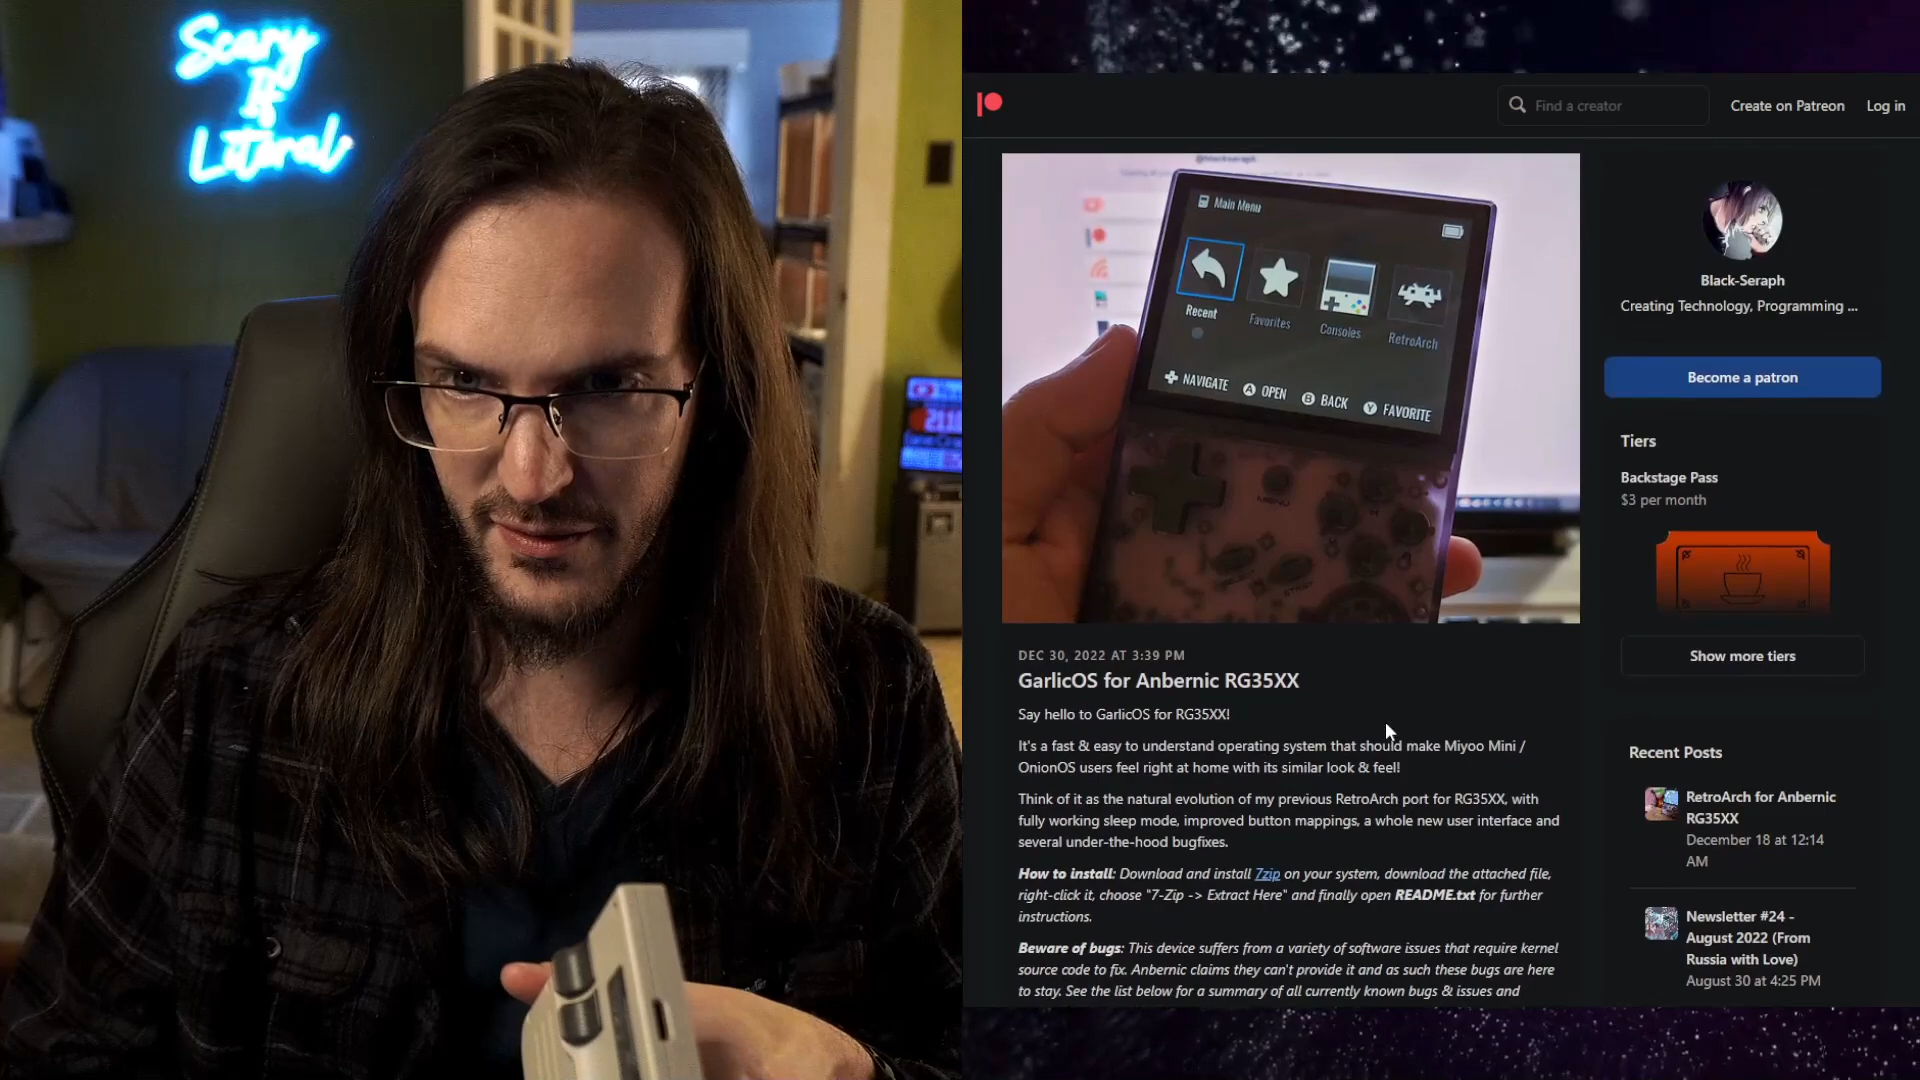 Scary
Is
Literal
Find a creator
Create on Patreon
Log in
Main Menu
Recent
Favorites
Consoles
RetroArch
NAVIGATE
A OPEN
B BACK
Y FAVORITE
Black-Seraph
Creating Technology, Programming ...
Become a patron
Tiers
Backstage Pass
$3 per month
Show more tiers
DEC 30, 2022 AT 3:39 PM
GarlicOS for Anbernic RG35XX
Say hello to GarlicOS for RG35XX!
It's a fast & easy to understand operating system that should make Miyoo Mini /
OnionOS users feel right at home with its similar look & feel!
Think of it as the natural evolution of my previous RetroArch port for RG35XX, with
fully working sleep mode, improved button mappings, a whole new user interface and
several under-the-hood bugfixes.
How to install: Download and install 7zip on your system, download the attached file,
right-click it, choose "7-Zip -> Extract Here" and finally open README.txt for further
instructions.
Beware of bugs: This device suffers from a variety of software issues that require kernel
source code to fix. Anbernic claims they can't provide it and as such these bugs are here
to stay. See the list below for a summary of all currently known bugs & issues and
Recent Posts
RetroArch for Anbernic
RG35XX
December 18 at 12:14
AM
Newsletter #24 -
August 2022 (From
Russia with Love)
August 30 at 4:25 PM